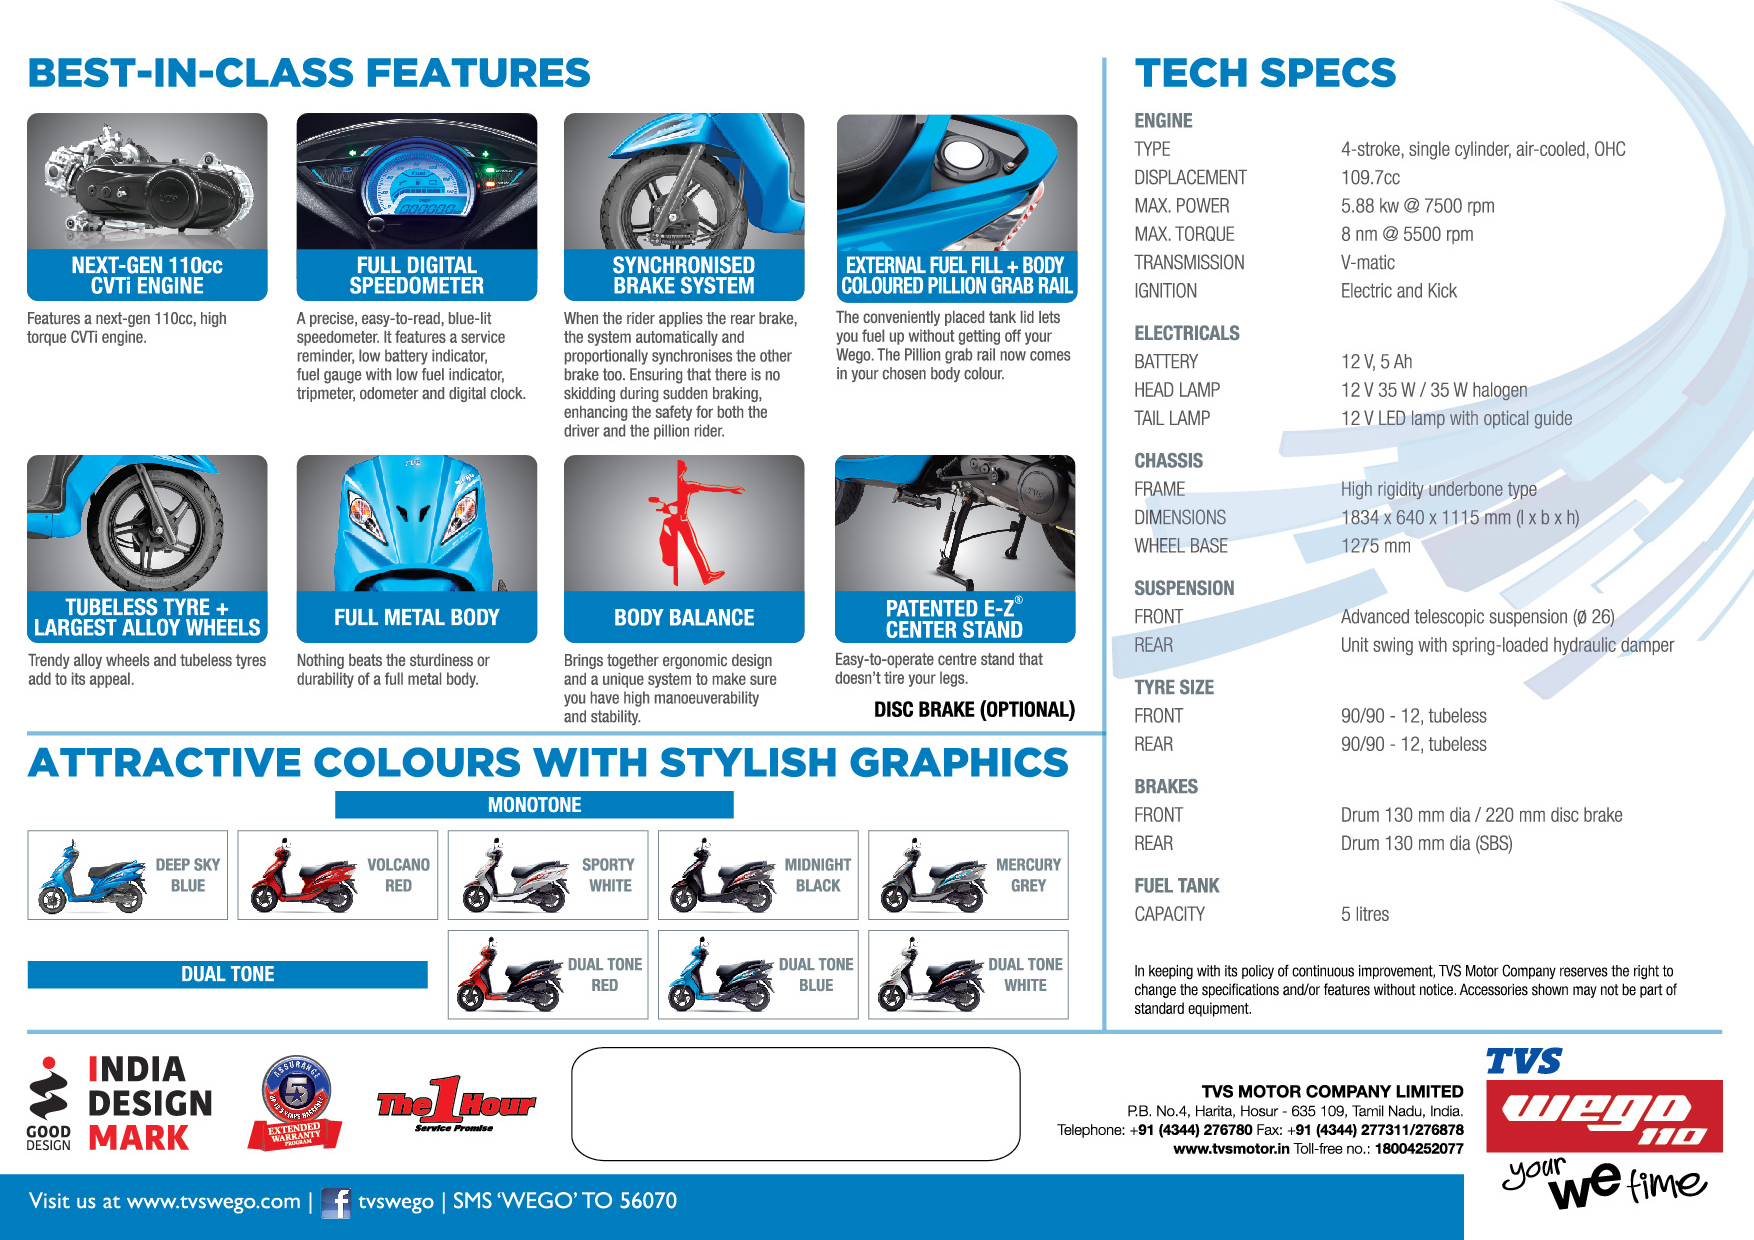 BEST-IN-CLASS FEATURES
NEXT-GEN 110cc
CVTi ENGINE
Features a next-gen 110cc, high
torque CVTi engine.
FULL DIGITAL
SPEEDOMETER
A precise, easy-to-read, blue-lit
speedometer. It features a service
reminder, low battery indicator,
fuel gauge with low fuel indicator,
tripmeter, odometer and digital clock.
SYNCHRONISED
BRAKE SYSTEM
When the rider applies the rear brake,
the system automatically and
proportionally synchronises the other
brake too. Ensuring that there is no
skidding during sudden braking,
enhancing the safety for both the
driver and the pillion rider.
EXTERNAL FUEL FILL + BODY
COLOURED PILLION GRAB RAIL
The conveniently placed tank lid lets
you fuel up without getting off your
Wego. The Pillion grab rail now comes
in your chosen body colour.
TUBELESS TYRE +
LARGEST ALLOY WHEELS
Trendy alloy wheels and tubeless tyres
add to its appeal.
TVS
FULL METAL BODY
Nothing beats the sturdiness or
durability of a full metal body.
BODY BALANCE
Brings together ergonomic design
and a unique system to make sure
you have high manoeuverability
and stability.
TVS
PATENTED E-Z®
CENTER STAND
Easy-to-operate centre stand that
doesn't tire your legs.
DISC BRAKE (OPTIONAL)
ATTRACTIVE COLOURS WITH STYLISH GRAPHICS
MONOTONE
DEEP SKY
BLUE
VOLCANO
RED
SPORTY
WHITE
MIDNIGHT
BLACK
MERCURY
GREY
DUAL TONE
DUAL TONE
RED
DUAL TONE
BLUE
DUAL TONE
WHITE
TECH SPECS
ENGINE
TYPE 4-stroke, single cylinder, air-cooled, OHC
DISPLACEMENT 109.7cc
MAX. POWER 5.88 kw @ 7500 rpm
MAX. TORQUE 8 nm @ 5500 rpm
TRANSMISSION V-matic
IGNITION Electric and Kick
ELECTRICALS
BATTERY 12 V, 5 Ah
HEAD LAMP 12 V 35 W / 35 W halogen
TAIL LAMP 12 V LED lamp with optical guide
CHASSIS
FRAME High rigidity underbone type
DIMENSIONS 1834 x 640 x 1115 mm (l x b x h)
WHEEL BASE 1275 mm
SUSPENSION
FRONT Advanced telescopic suspension (Ø 26)
REAR Unit swing with spring-loaded hydraulic damper
TYRE SIZE
FRONT 90/90 - 12, tubeless
REAR 90/90 - 12, tubeless
BRAKES
FRONT Drum 130 mm dia / 220 mm disc brake
REAR Drum 130 mm dia (SBS)
FUEL TANK
CAPACITY 5 litres
In keeping with its policy of continuous improvement, TVS Motor Company reserves the right to
change the specifications and/or features without notice. Accessories shown may not be part of
standard equipment.
GOOD
DESIGN
INDIA
DESIGN
MARK
ASSURANCE
5
UP TO 5 YEARS WARRANTY
EXTENDED
WARRANTY
PROGRAM
The 1 Hour
Service Promise
TVS MOTOR COMPANY LIMITED
P.B. No.4, Harita, Hosur - 635 109, Tamil Nadu, India.
Telephone: +91 (4344) 276780 Fax: +91 (4344) 277311/276878
www.tvsmotor.in Toll-free no.: 18004252077
TVS
wego
110
your we time
Visit us at www.tvswego.com | f tvswego | SMS 'WEGO' TO 56070